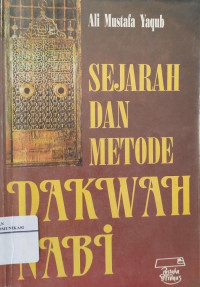 Ali Mustafa Yaqub
SEJARAH
DAN
METODE
DAKWAH
NABI